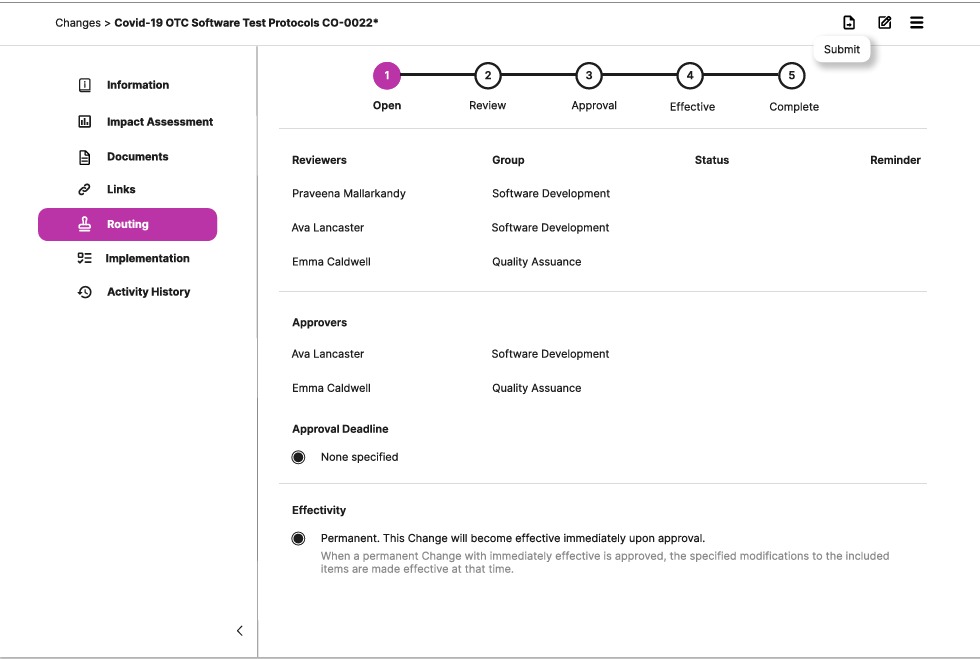 Changes > Covid-19 OTC Software Test Protocols CO-0022*
Submit
Information
Impact Assessment
Documents
Links
Routing
Implementation
Activity History
1 2 3 4 5
Open Review Approval Effective Complete
Reviewers Group Status Reminder
Praveena Mallarkandy Software Development
Ava Lancaster Software Development
Emma Caldwell Quality Assuance
Approvers
Ava Lancaster Software Development
Emma Caldwell Quality Assuance
Approval Deadline
None specified
Effectivity
Permanent. This Change will become effective immediately upon approval.
When a permanent Change with immediately effective is approved, the specified modifications to the included
items are made effective at that time.